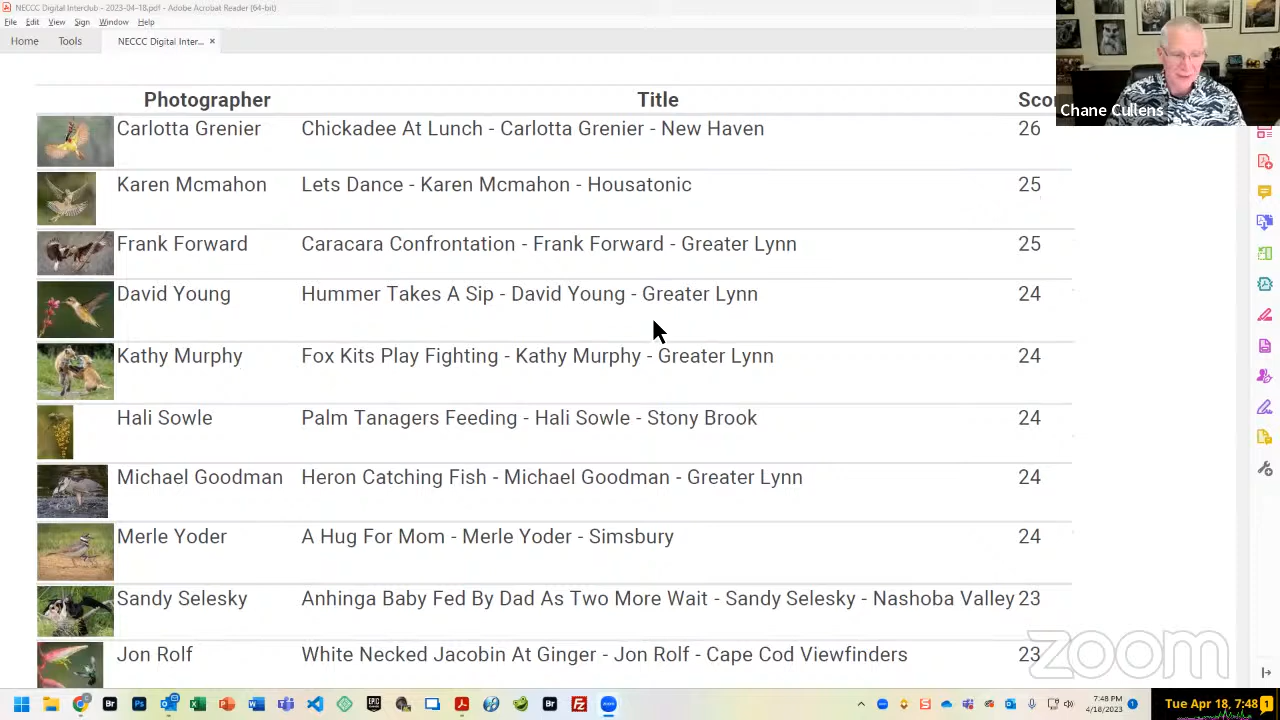 NECCC Digital Interclub - 2023-04-18.pdf - Adobe Acrobat Reader (64-bit)
File Edit View Sign Window Help
Home Tools NECCC Digital Inter... ×
Chane Cullens
Photographer Title Scor
Carlotta Grenier Chickadee At Lunch - Carlotta Grenier - New Haven 26
Karen Mcmahon Lets Dance - Karen Mcmahon - Housatonic 25
Frank Forward Caracara Confrontation - Frank Forward - Greater Lynn 25
David Young Hummer Takes A Sip - David Young - Greater Lynn 24
Kathy Murphy Fox Kits Play Fighting - Kathy Murphy - Greater Lynn 24
Hali Sowle Palm Tanagers Feeding - Hali Sowle - Stony Brook 24
Michael Goodman Heron Catching Fish - Michael Goodman - Greater Lynn 24
Merle Yoder A Hug For Mom - Merle Yoder - Simsbury 24
Sandy Selesky Anhinga Baby Fed By Dad As Two More Wait - Sandy Selesky - Nashoba Valley 23
Jon Rolf White Necked Jacobin At Ginger - Jon Rolf - Cape Cod Viewfinders 23
zoom
Br Ps W Br Fz zoom
7:48 PM
4/18/2023
Tue Apr 18, 7:48 1